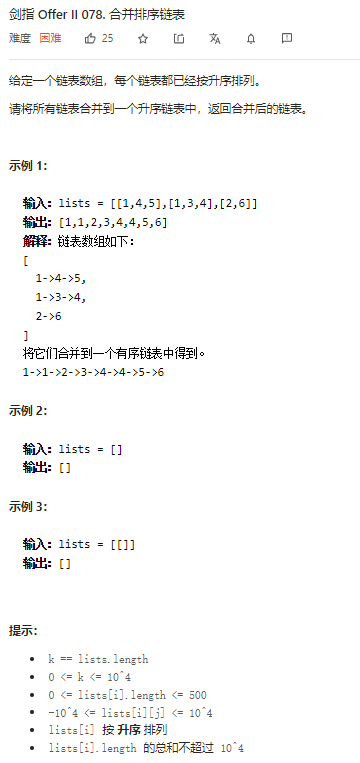 剑指 Offer II 078. 合并排序链表
难度 困难 25
给定一个链表数组，每个链表都已经按升序排列。
请将所有链表合并到一个升序链表中，返回合并后的链表。
示例 1：
输入：lists = [[1,4,5],[1,3,4],[2,6]]
输出：[1,1,2,3,4,4,5,6]
解释：链表数组如下：
[
1->4->5,
1->3->4,
2->6
]
将它们合并到一个有序链表中得到。
1->1->2->3->4->4->5->6
示例 2：
输入：lists = []
输出：[]
示例 3：
输入：lists = [[]]
输出：[]
提示：
k == lists.length
0 <= k <= 10^4
0 <= lists[i].length <= 500
-10^4 <= lists[i][j] <= 10^4
lists[i] 按 升序 排列
lists[i].length 的总和不超过 10^4